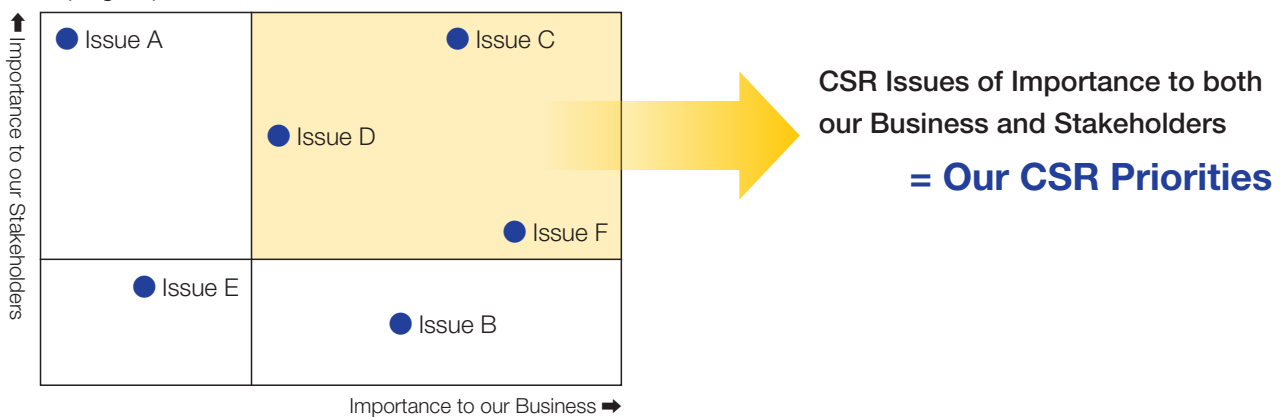 Importance to our Stakeholders
Issue A
Issue C
Issue D
Issue F
Issue E
Issue B
Importance to our Business
CSR Issues of Importance to both
our Business and Stakeholders
= Our CSR Priorities